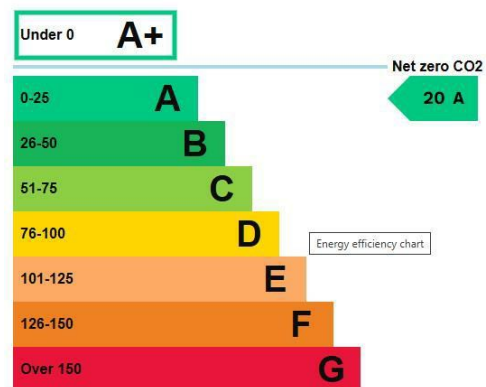 Under 0 A+
Net zero CO2
0-25 A
20 A
26-50 B
51-75 C
76-100 D
Energy efficiency chart
101-125 E
126-150 F
Over 150 G